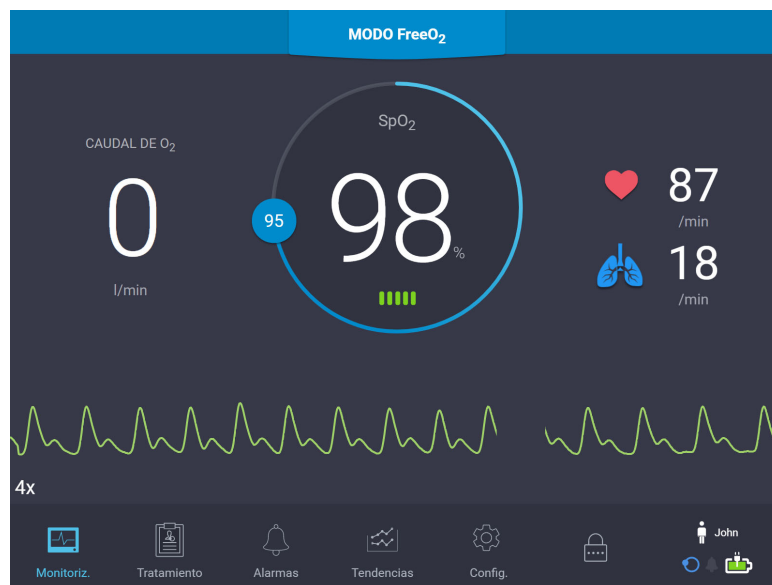 MODO FreeO₂
CAUDAL DE O₂
0
l/min
SpO₂
95
98
%
87
/min
18
/min
4x
Monitoriz.
Tratamiento
Alarmas
Tendencias
Config.
John